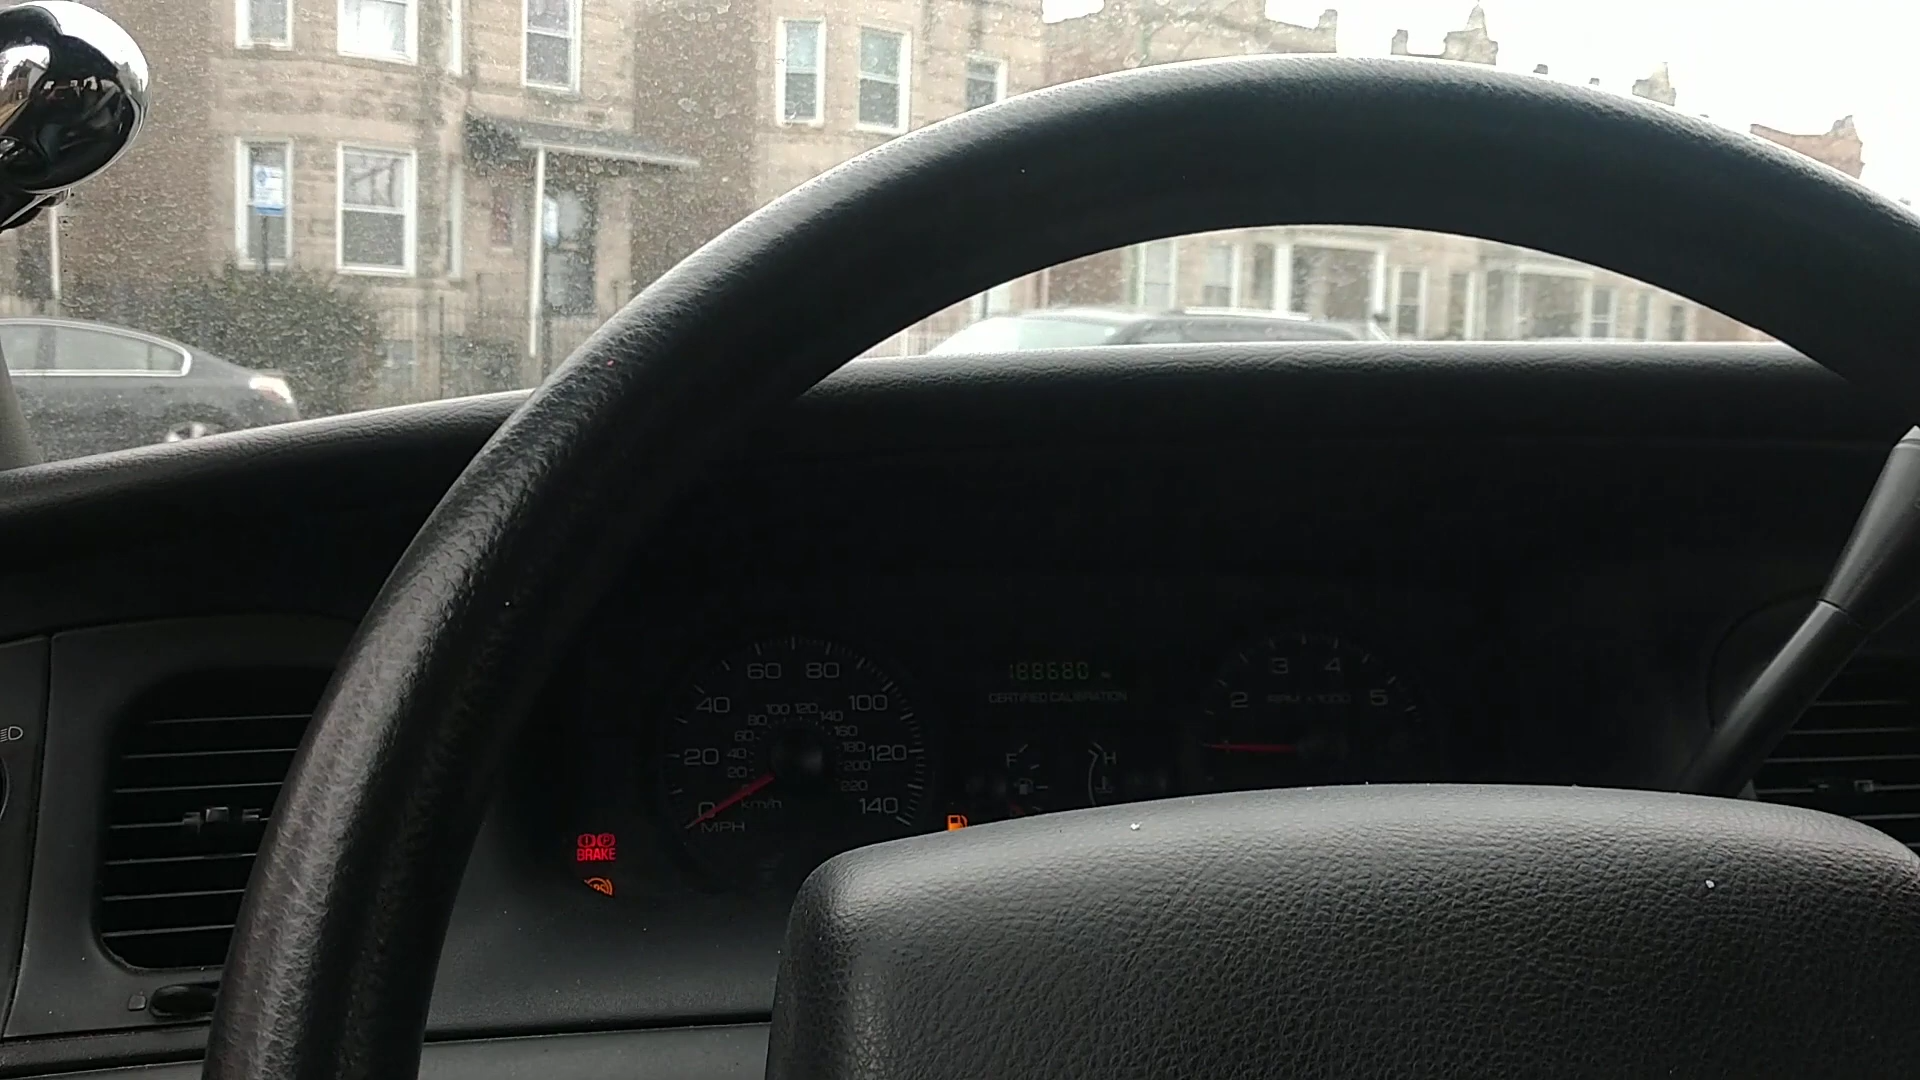 188680
CERTIFIED CALIBRATION
0 20 40 60 80 100 120 140
MPH
20 40 60 80 100 120 140 160 180 200 220
km/h
2 3 4 5
RPM x 1000
F
H
BRAKE